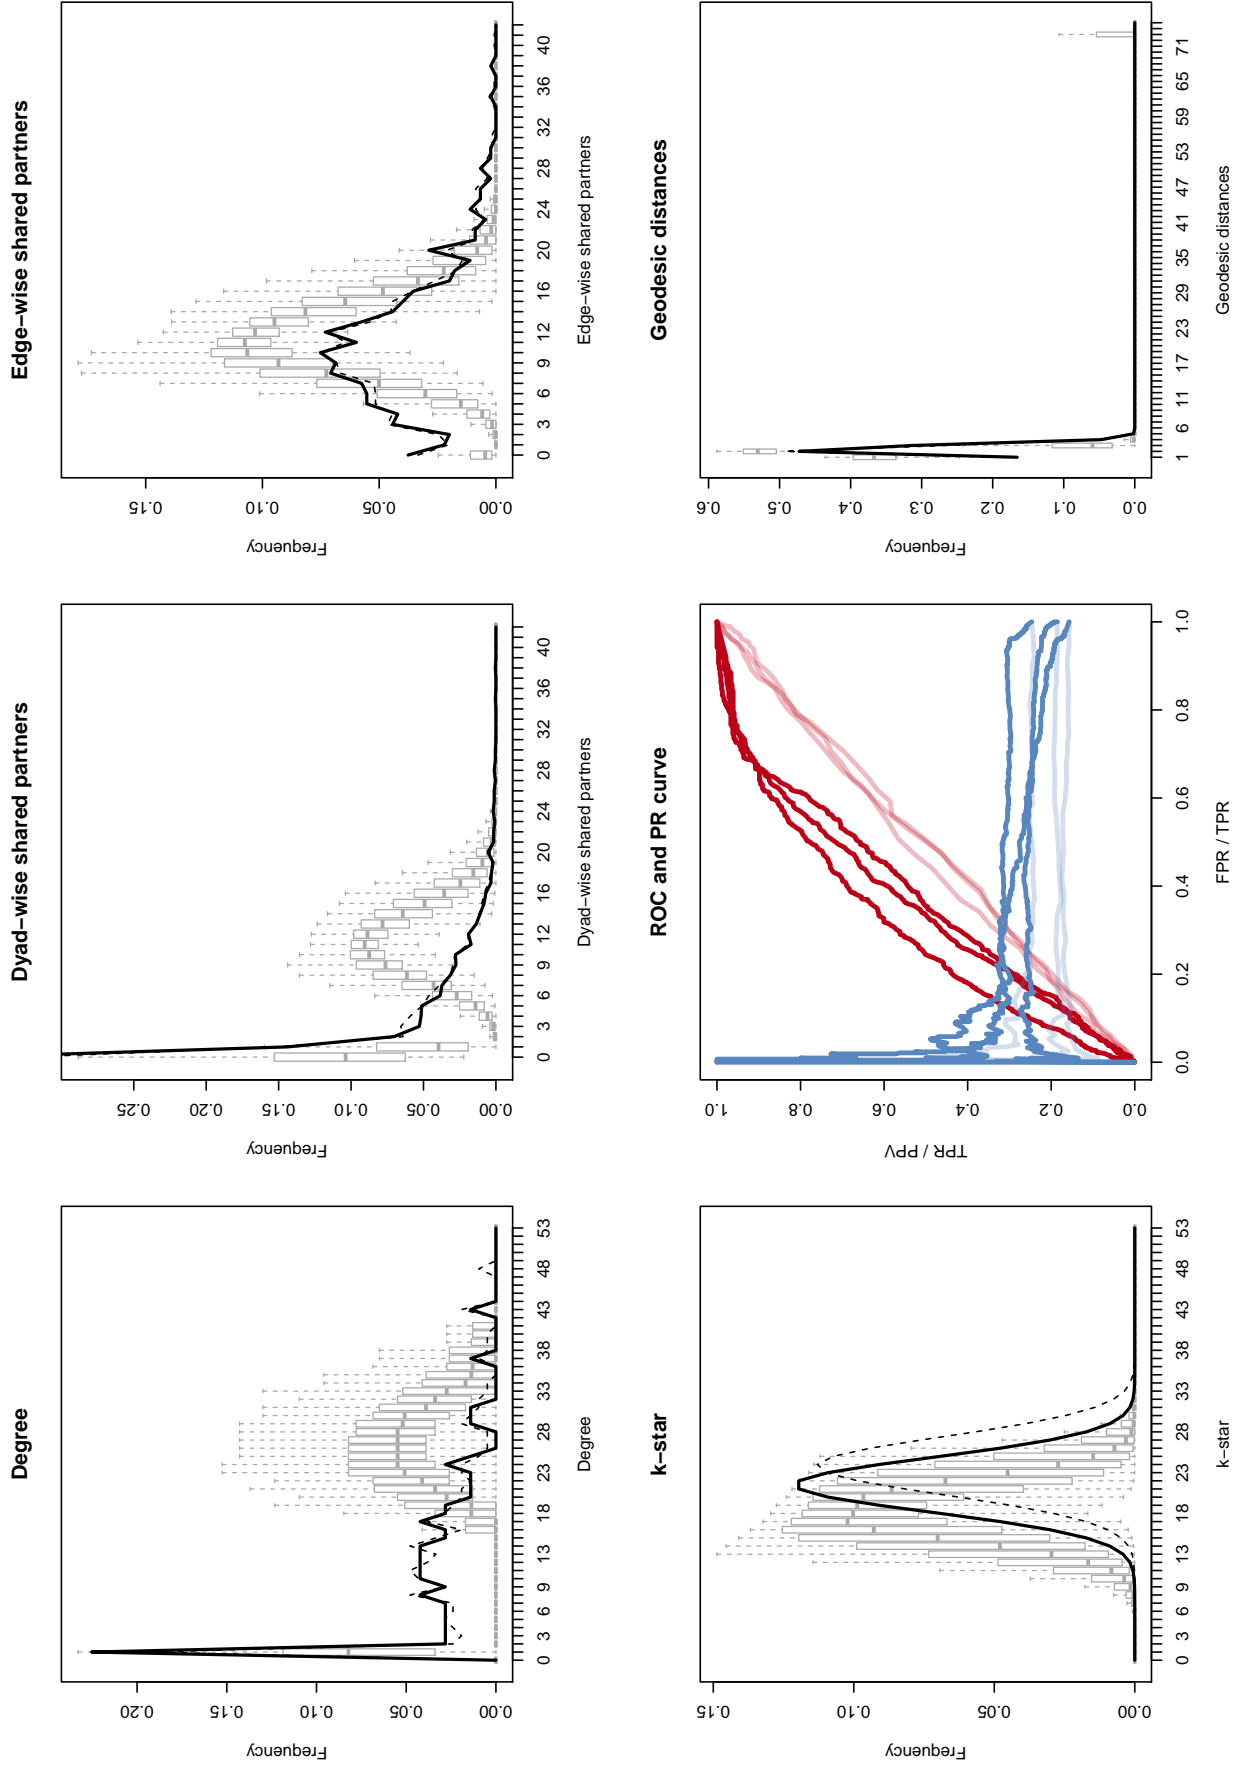 Degree
Frequency
0.00 0.05 0.10 0.15 0.20
0 3 6 9 13 18 23 28 33 38 43 48 53
Degree
Dyad−wise shared partners
Frequency
0.00 0.05 0.10 0.15 0.20 0.25
0 3 6 9 12 16 20 24 28 32 36 40
Dyad−wise shared partners
Edge−wise shared partners
Frequency
0.00 0.05 0.10 0.15
0 3 6 9 12 16 20 24 28 32 36 40
Edge−wise shared partners
k−star
Frequency
0.00 0.05 0.10 0.15
0 3 6 9 13 18 23 28 33 38 43 48 53
k−star
ROC and PR curve
TPR / PPV
0.0 0.2 0.4 0.6 0.8 1.0
0.0 0.2 0.4 0.6 0.8 1.0
FPR / TPR
Geodesic distances
Frequency
0.0 0.1 0.2 0.3 0.4 0.5 0.6
1 6 11 17 23 29 35 41 47 53 59 65 71
Geodesic distances